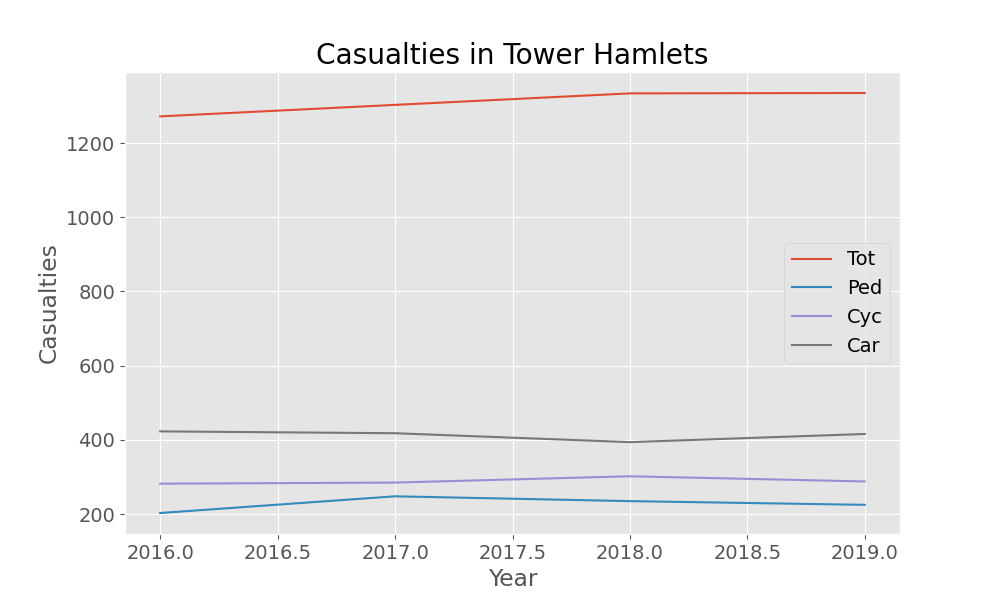 Casualties in Tower Hamlets
1200
1000
800
600
400
200
Casualties
Tot
Ped
Cyc
Car
2016.0 2016.5 2017.0 2017.5 2018.0 2018.5 2019.0
Year